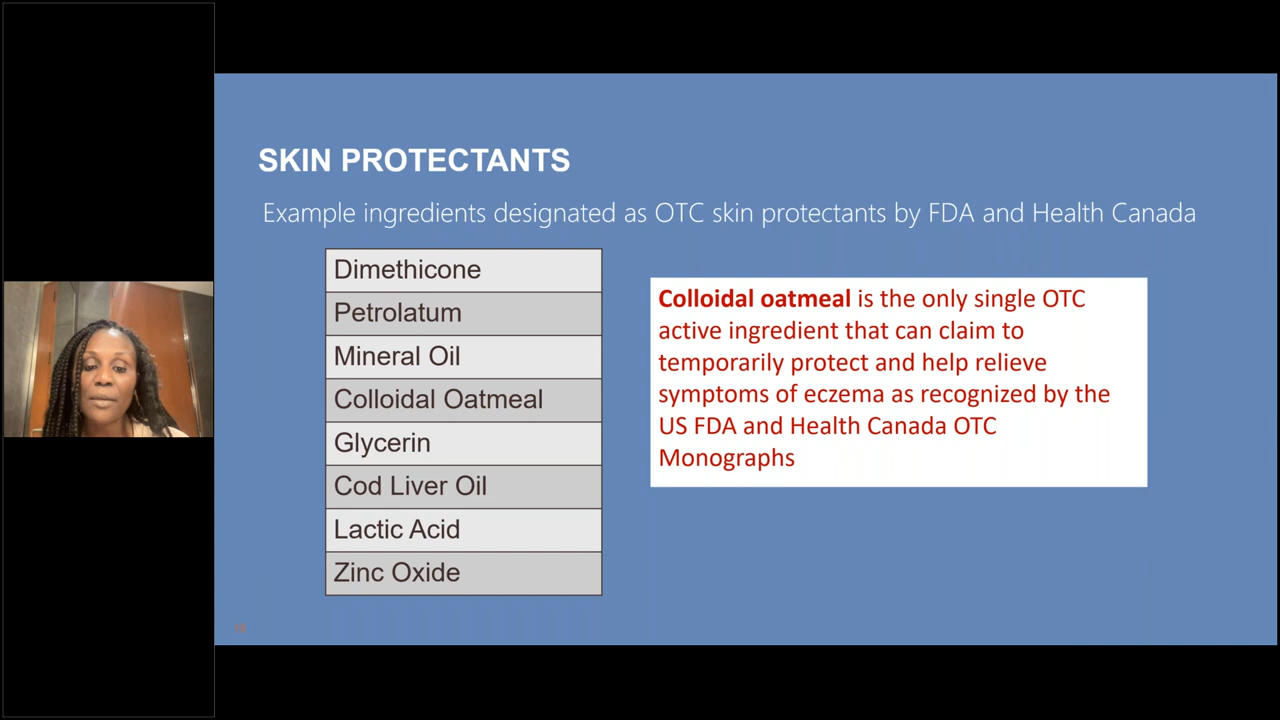 SKIN PROTECTANTS
Example ingredients designated as OTC skin protectants by FDA and Health Canada
Dimethicone
Petrolatum
Mineral Oil
Colloidal Oatmeal
Glycerin
Cod Liver Oil
Lactic Acid
Zinc Oxide
Colloidal oatmeal is the only single OTC
active ingredient that can claim to
temporarily protect and help relieve
symptoms of eczema as recognized by the
US FDA and Health Canada OTC
Monographs